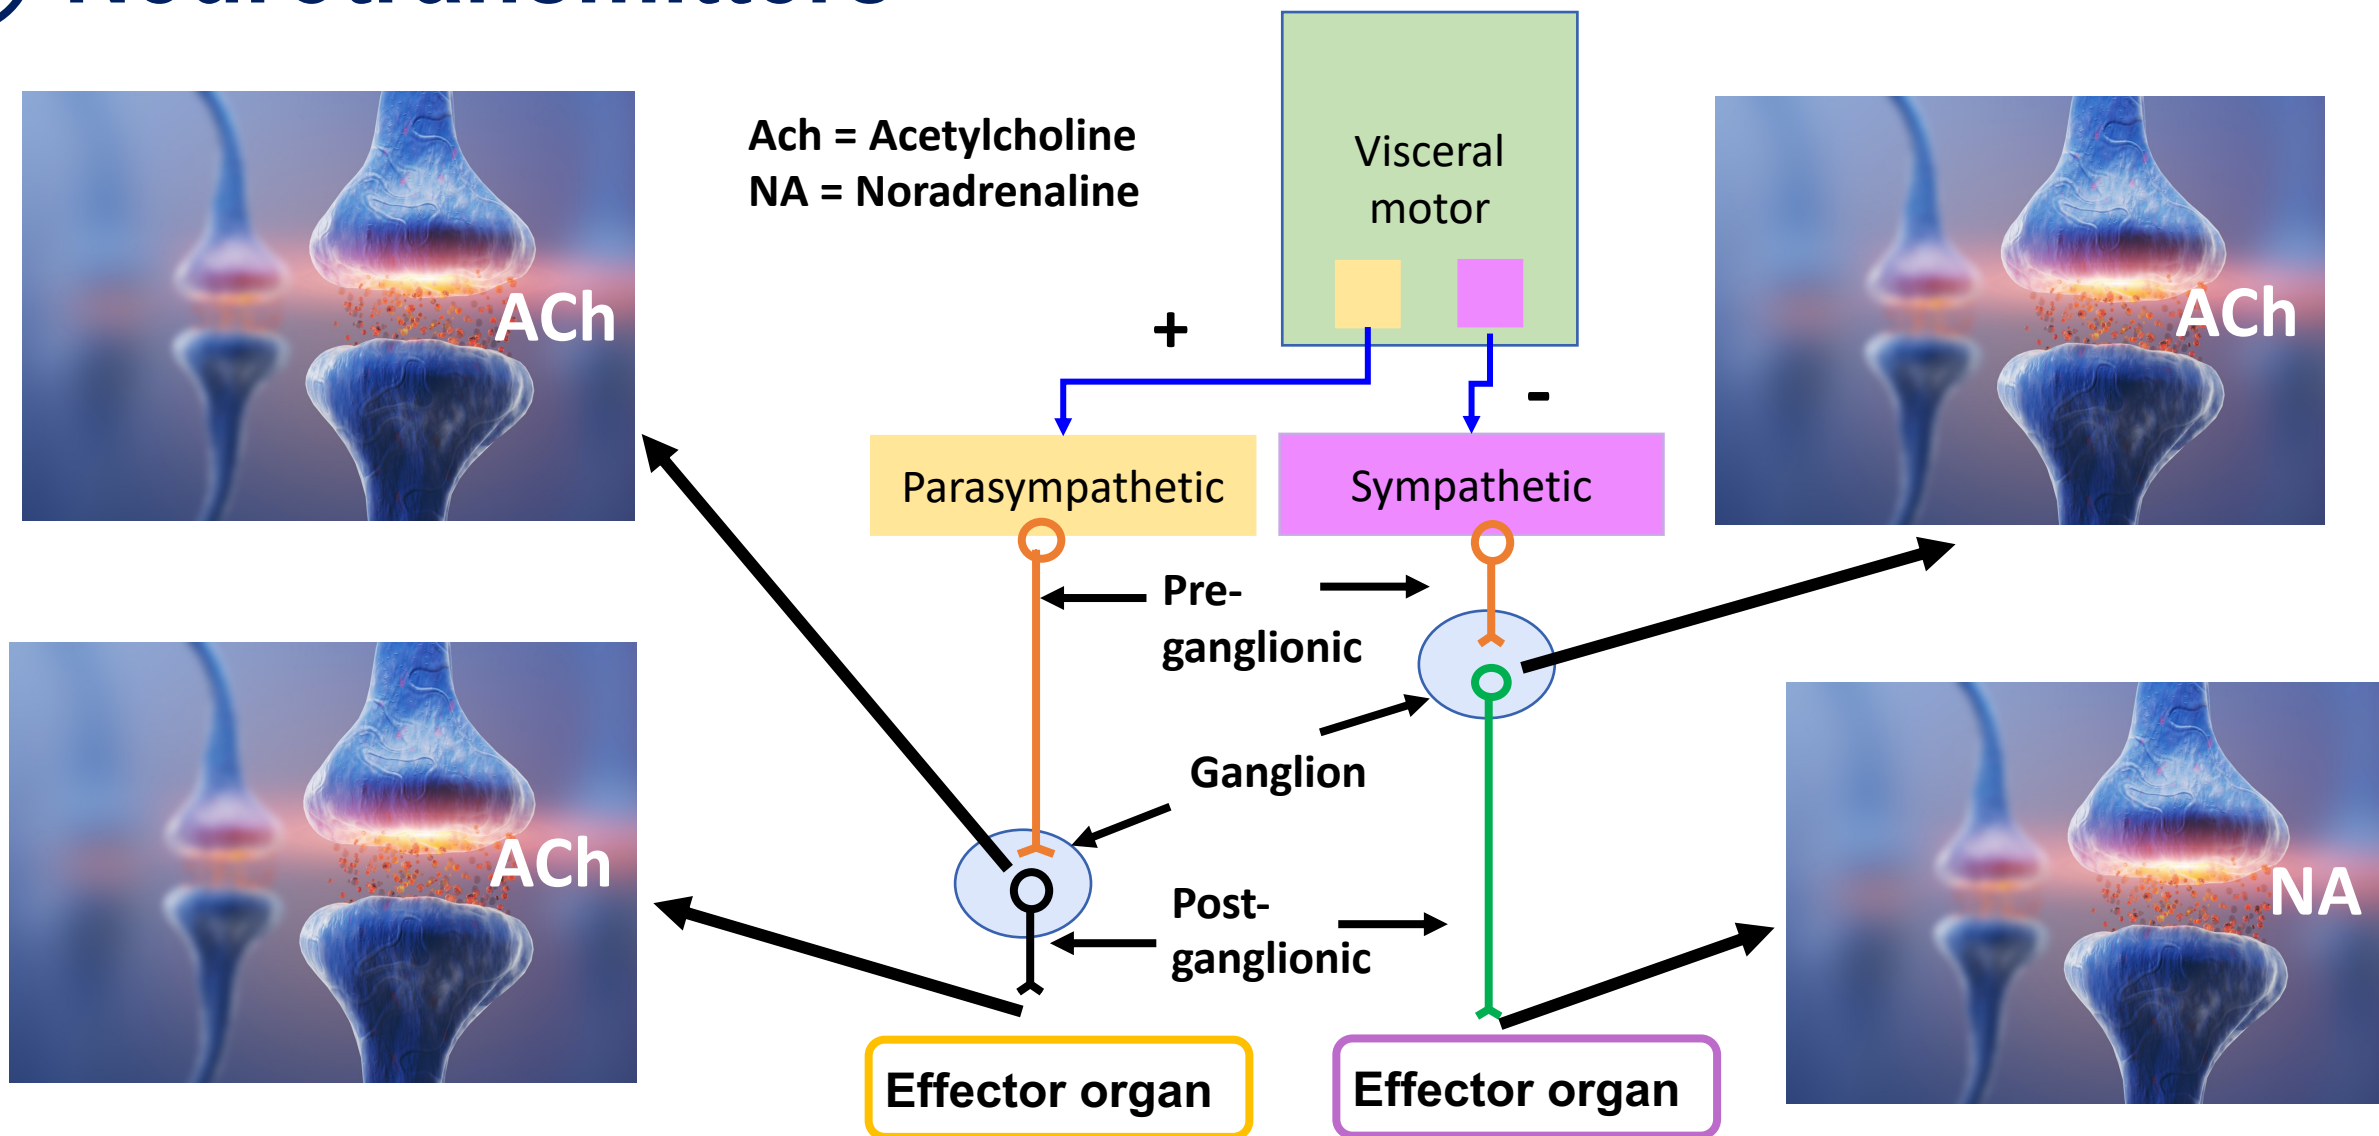 Neurotransmitters
Ach = Acetylcholine
NA = Noradrenaline
Visceral
motor
ACh
ACh
+
-
Parasympathetic
Sympathetic
Pre-
ganglionic
Ganglion
ACh
NA
Post-
ganglionic
Effector organ
Effector organ